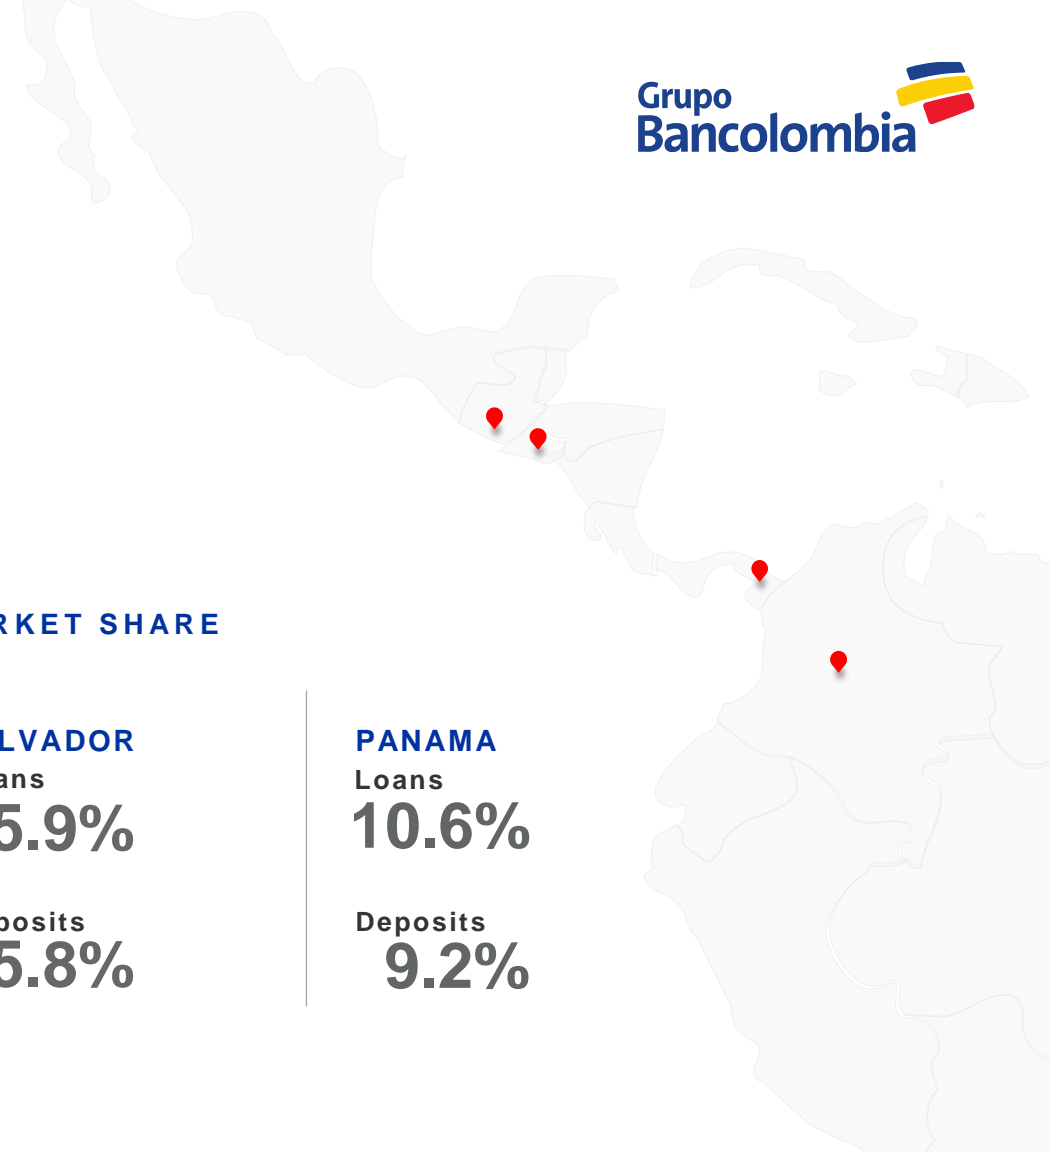 Grupo
Bancolombia
RKET SHARE
LVADOR
ans
5.9%
posits
5.8%
PANAMA
Loans
10.6%
Deposits
9.2%